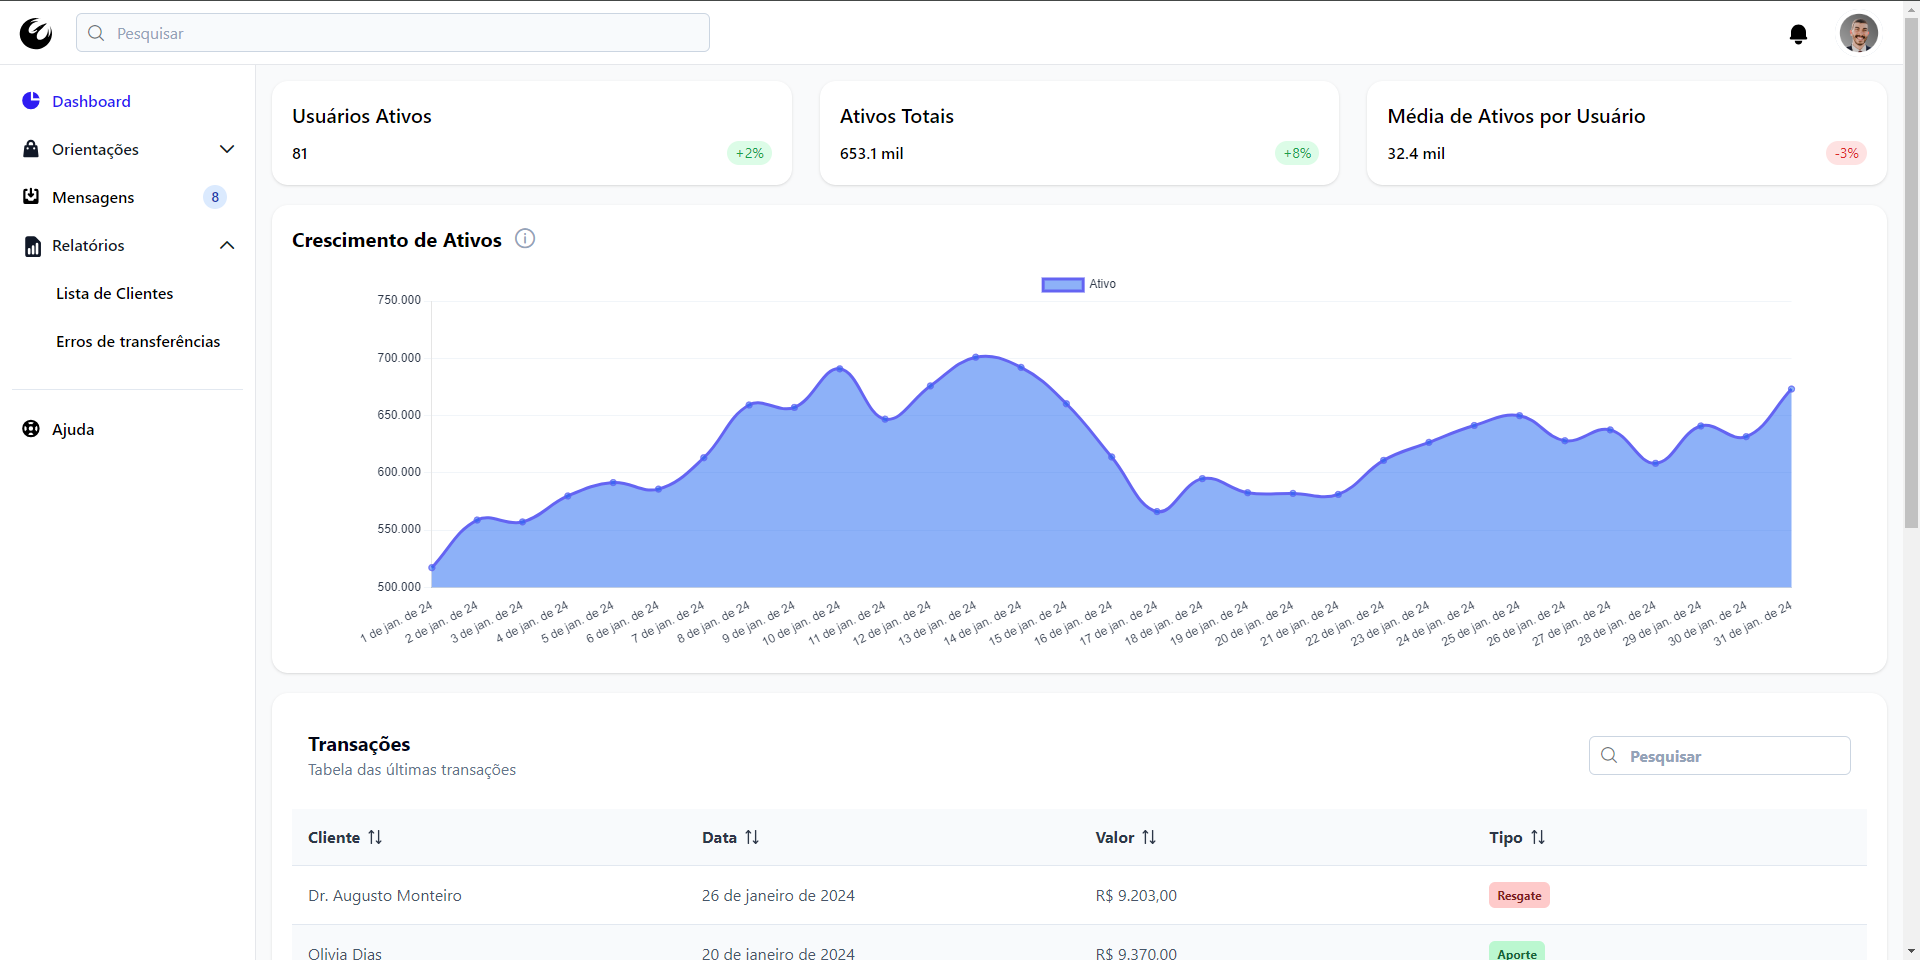 Pesquisar
Dashboard
Orientações
Mensagens 8
Relatórios
Lista de Clientes
Erros de transferências
Ajuda
Usuários Ativos
81 +2%
Ativos Totais
653.1 mil +8%
Média de Ativos por Usuário
32.4 mil -3%
Crescimento de Ativos
Ativo
750.000
700.000
650.000
600.000
550.000
500.000
1 de jan. de 24
2 de jan. de 24
3 de jan. de 24
4 de jan. de 24
5 de jan. de 24
6 de jan. de 24
7 de jan. de 24
8 de jan. de 24
9 de jan. de 24
10 de jan. de 24
11 de jan. de 24
12 de jan. de 24
13 de jan. de 24
14 de jan. de 24
15 de jan. de 24
16 de jan. de 24
17 de jan. de 24
18 de jan. de 24
19 de jan. de 24
20 de jan. de 24
21 de jan. de 24
22 de jan. de 24
23 de jan. de 24
24 de jan. de 24
25 de jan. de 24
26 de jan. de 24
27 de jan. de 24
28 de jan. de 24
29 de jan. de 24
30 de jan. de 24
31 de jan. de 24
Transações
Tabela das últimas transações
Pesquisar
Cliente Data Valor Tipo
Dr. Augusto Monteiro 26 de janeiro de 2024 R$ 9.203,00 Resgate
Olivia Dias 20 de janeiro de 2024 R$ 9.370,00 Aporte